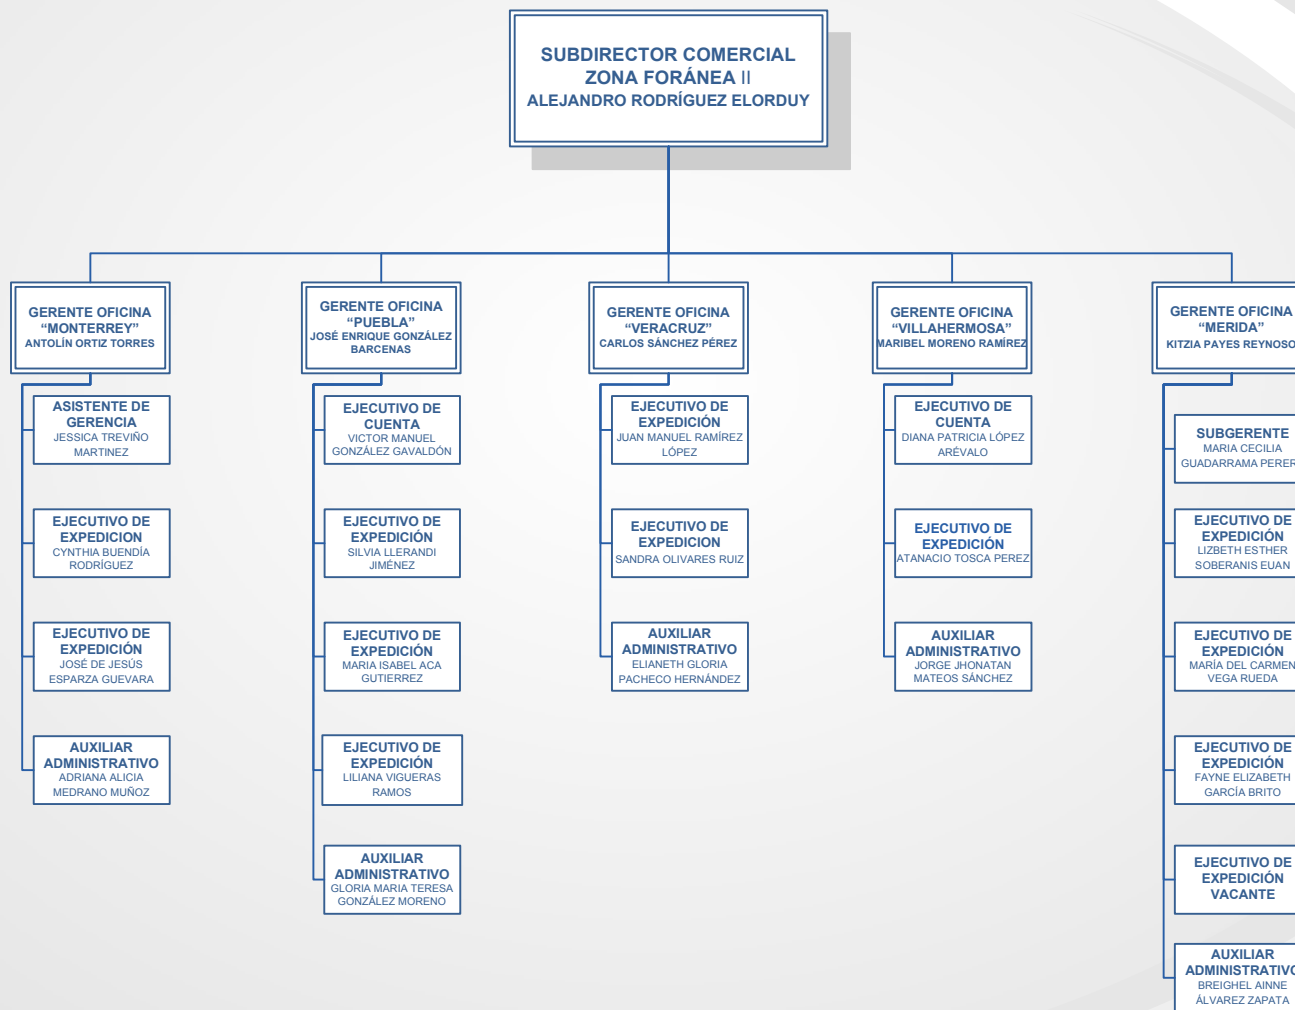 SUBDIRECTOR COMERCIAL
ZONA FORÁNEA II
ALEJANDRO RODRÍGUEZ ELORDUY
GERENTE OFICINA
“MONTERREY”
ANTOLÍN ORTIZ TORRES
ASISTENTE DE
GERENCIA
JESSICA TREVIÑO
MARTINEZ
EJECUTIVO DE
EXPEDICION
CYNTHIA BUENDÍA
RODRÍGUEZ
EJECUTIVO DE
EXPEDICIÓN
JOSÉ DE JESÚS
ESPARZA GUEVARA
AUXILIAR
ADMINISTRATIVO
ADRIANA ALICIA
MEDRANO MUÑOZ
GERENTE OFICINA
“PUEBLA”
JOSÉ ENRIQUE GONZÁLEZ
BARCENAS
EJECUTIVO DE
CUENTA
VICTOR MANUEL
GONZÁLEZ GAVALDÓN
EJECUTIVO DE
EXPEDICIÓN
SILVIA LLERANDI
JIMÉNEZ
EJECUTIVO DE
EXPEDICIÓN
MARIA ISABEL ACA
GUTIERREZ
EJECUTIVO DE
EXPEDICIÓN
LILIANA VIGUERAS
RAMOS
AUXILIAR
ADMINISTRATIVO
GLORIA MARIA TERESA
GONZÁLEZ MORENO
GERENTE OFICINA
“VERACRUZ”
CARLOS SÁNCHEZ PÉREZ
EJECUTIVO DE
EXPEDICIÓN
JUAN MANUEL RAMÍREZ
LÓPEZ
EJECUTIVO DE
EXPEDICION
SANDRA OLIVARES RUIZ
AUXILIAR
ADMINISTRATIVO
ELIANETH GLORIA
PACHECO HERNÁNDEZ
GERENTE OFICINA
“VILLAHERMOSA”
MARIBEL MORENO RAMÍREZ
EJECUTIVO DE
CUENTA
DIANA PATRICIA LÓPEZ
ARÉVALO
EJECUTIVO DE
EXPEDICIÓN
ATANACIO TOSCA PEREZ
AUXILIAR
ADMINISTRATIVO
JORGE JHONATAN
MATEOS SÁNCHEZ
GERENTE OFICINA
“MERIDA”
KITZIA PAYES REYNOSO
SUBGERENTE
MARIA CECILIA
GUADARRAMA
EJECUTIVO DE
EXPEDICIÓN
LIZBETH ESTHER
SOBERANIS EUAN
EJECUTIVO DE
EXPEDICIÓN
MARÍA DEL CARMEN
VEGA RUEDA
EJECUTIVO DE
EXPEDICIÓN
FAYNE ELIZABETH
GARCÍA BRITO
EJECUTIVO DE
EXPEDICIÓN
VACANTE
AUXILIAR
ADMINISTRATIVO
BREIGHEL AINNE
ÁLVAREZ ZAPATA